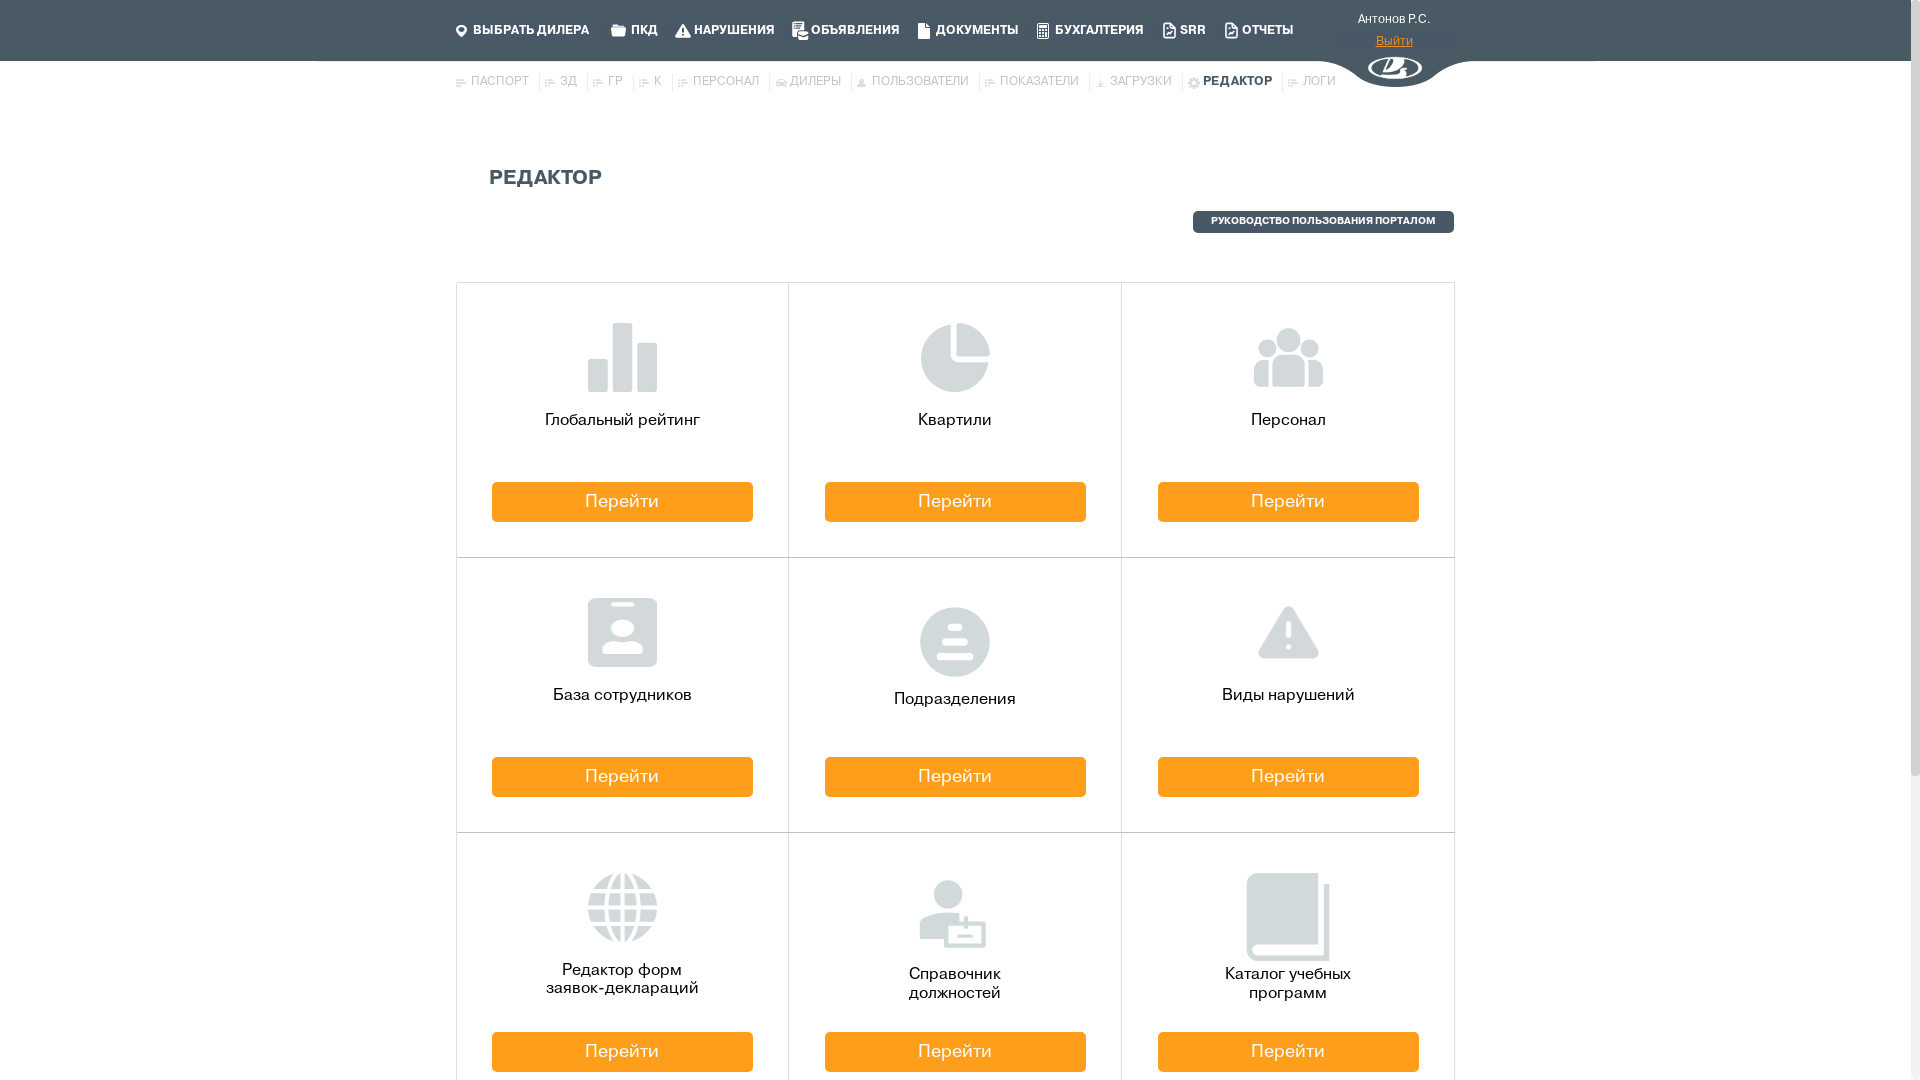 ВЫБРАТЬ ДИЛЕРА ПКД НАРУШЕНИЯ ОБЪЯВЛЕНИЯ ДОКУМЕНТЫ БУХГАЛТЕРИЯ SRR ОТЧЕТЫ Антонов Р.С.
Выйти
ПАСПОРТ ЗД ГР К ПЕРСОНАЛ ДИЛЕРЫ ПОЛЬЗОВАТЕЛИ ПОКАЗАТЕЛИ ЗАГРУЗКИ РЕДАКТОР ЛОГИ
РЕДАКТОР
РУКОВОДСТВО ПОЛЬЗОВАНИЯ ПОРТАЛОМ
Глобальный рейтинг
Перейти
Квартили
Перейти
Персонал
Перейти
База сотрудников
Перейти
Подразделения
Перейти
Виды нарушений
Перейти
Редактор форм
заявок-деклараций
Перейти
Справочник
должностей
Перейти
Каталог учебных
программ
Перейти